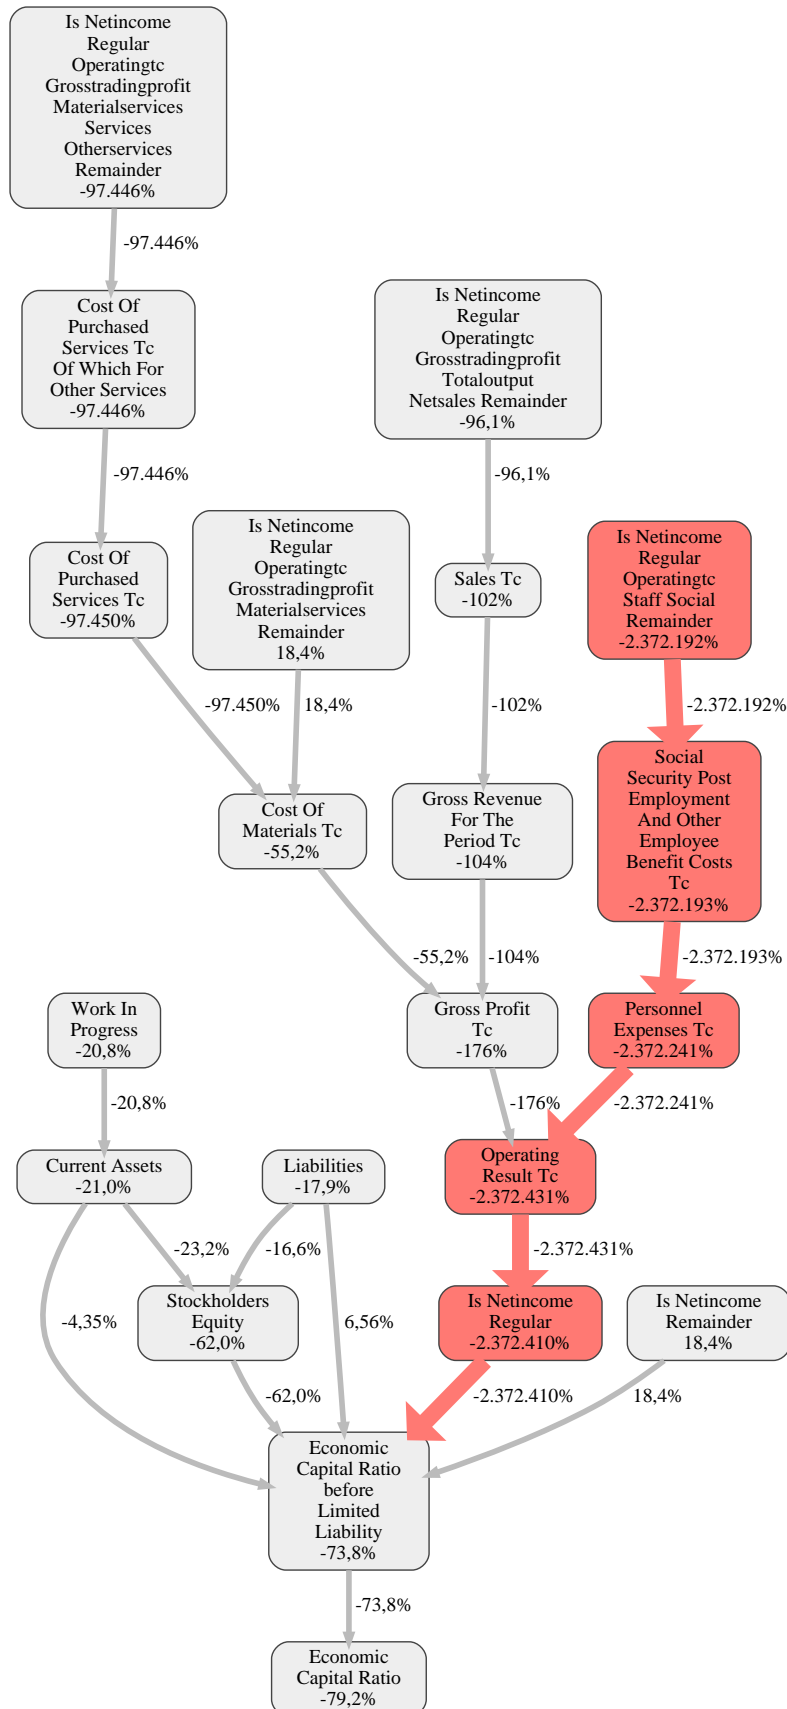 Is Netincome
Regular
Operatingtc
Grosstradingprofit
Materialservices
Services
Otherservices
Remainder
-97.446%
-97.446%
Cost Of
Purchased
Services Tc
Of Which For
Other Services
-97.446%
Is Netincome
Regular
Operatingtc
Grosstradingprofit
Totaloutput
Netsales Remainder
-96,1%
-97.446%
-96,1%
Cost Of
Purchased
Services Tc
-97.450%
Is Netincome
Regular
Operatingtc
Grosstradingprofit
Materialservices
Remainder
18,4%
Sales Tc
-102%
Is Netincome
Regular
Operatingtc
Staff Social
Remainder
-2.372.192%
-97.450%
18,4%
-102%
-2.372.192%
Cost Of
Materials Tc
-55,2%
Gross Revenue
For The
Period Tc
-104%
Social
Security Post
Employment
And Other
Employee
Benefit Costs
Tc
-2.372.193%
-55,2%
-104%
-2.372.193%
Work In
Progress
-20,8%
Gross Profit
Tc
-176%
Personnel
Expenses Tc
-2.372.241%
-20,8%
-176%
-2.372.241%
Current Assets
-21,0%
Liabilities
-17,9%
Operating
Result Tc
-2.372.431%
-23,2%
-16,6%
-2.372.431%
-4,35%
Stockholders
Equity
-62,0%
6,56%
Is Netincome
Regular
-2.372.410%
Is Netincome
Remainder
18,4%
-62,0%
-2.372.410%
18,4%
Economic
Capital Ratio
before
Limited
Liability
-73,8%
-73,8%
Economic
Capital Ratio
-79,2%